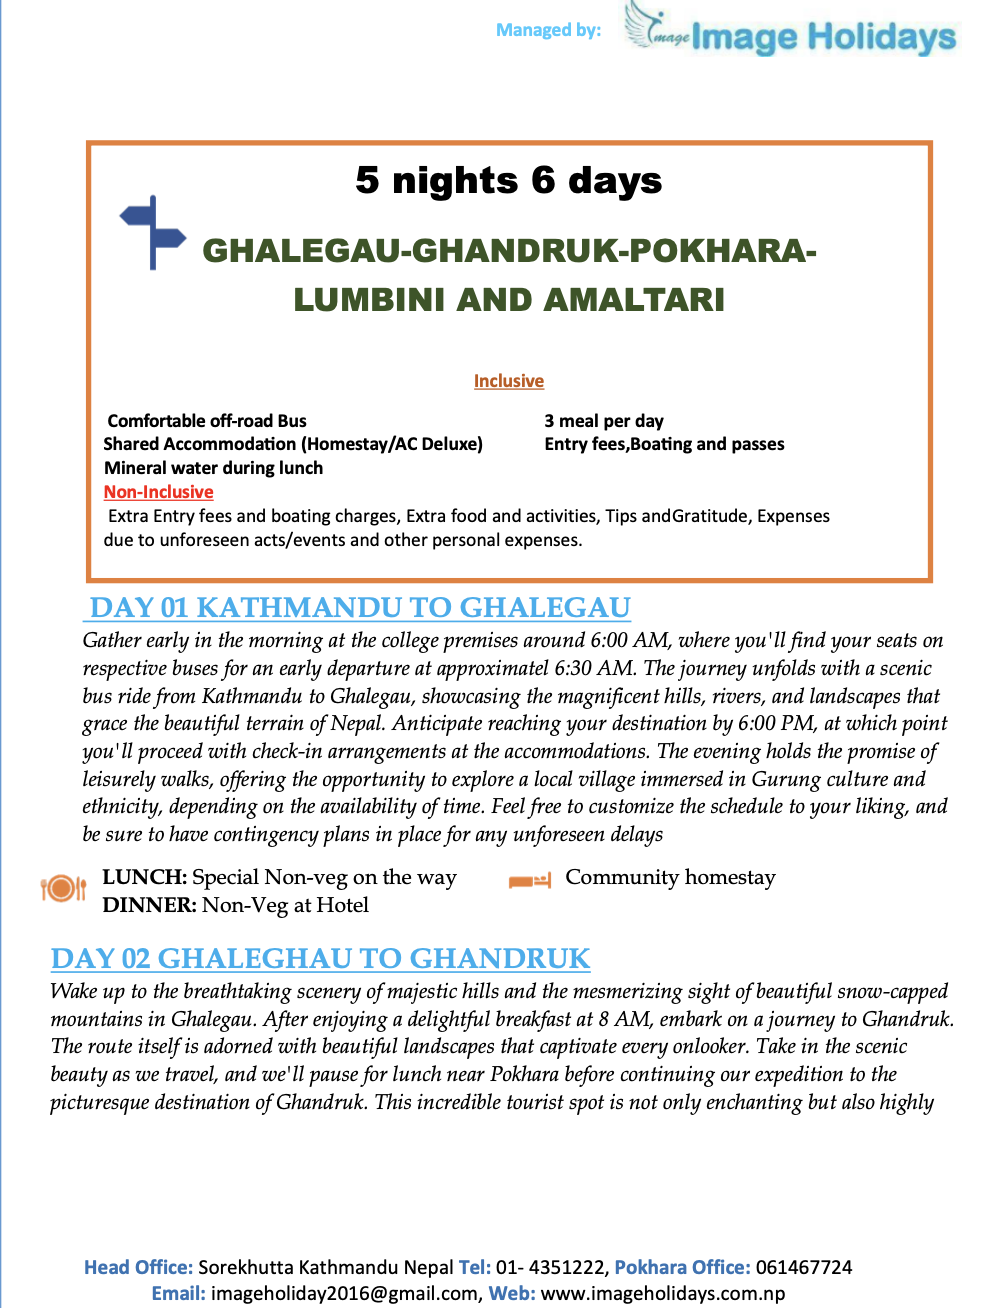 Managed by:
Image Image Holidays
5 nights 6 days
GHALEGAU-GHANDRUK-POKHARA-
LUMBINI AND AMALTARI
Inclusive
Comfortable off-road Bus 3 meal per day
Shared Accommodation (Homestay/AC Deluxe) Entry fees,Boating and passes
Mineral water during lunch
Non-Inclusive
Extra Entry fees and boating charges, Extra food and activities, Tips andGratitude, Expenses
due to unforeseen acts/events and other personal expenses.
DAY 01 KATHMANDU TO GHALEGAU
Gather early in the morning at the college premises around 6:00 AM, where you'll find your seats on
respective buses for an early departure at approximatel 6:30 AM. The journey unfolds with a scenic
bus ride from Kathmandu to Ghalegau, showcasing the magnificent hills, rivers, and landscapes that
grace the beautiful terrain of Nepal. Anticipate reaching your destination by 6:00 PM, at which point
you'll proceed with check-in arrangements at the accommodations. The evening holds the promise of
leisurely walks, offering the opportunity to explore a local village immersed in Gurung culture and
ethnicity, depending on the availability of time. Feel free to customize the schedule to your liking, and
be sure to have contingency plans in place for any unforeseen delays
LUNCH: Special Non-veg on the way Community homestay
DINNER: Non-Veg at Hotel
DAY 02 GHALEGHAU TO GHANDRUK
Wake up to the breathtaking scenery of majestic hills and the mesmerizing sight of beautiful snow-capped
mountains in Ghalegau. After enjoying a delightful breakfast at 8 AM, embark on a journey to Ghandruk.
The route itself is adorned with beautiful landscapes that captivate every onlooker. Take in the scenic
beauty as we travel, and we'll pause for lunch near Pokhara before continuing our expedition to the
picturesque destination of Ghandruk. This incredible tourist spot is not only enchanting but also highly
Head Office: Sorekhutta Kathmandu Nepal Tel: 01- 4351222, Pokhara Office: 061467724
Email: imageholiday2016@gmail.com, Web: www.imageholidays.com.np